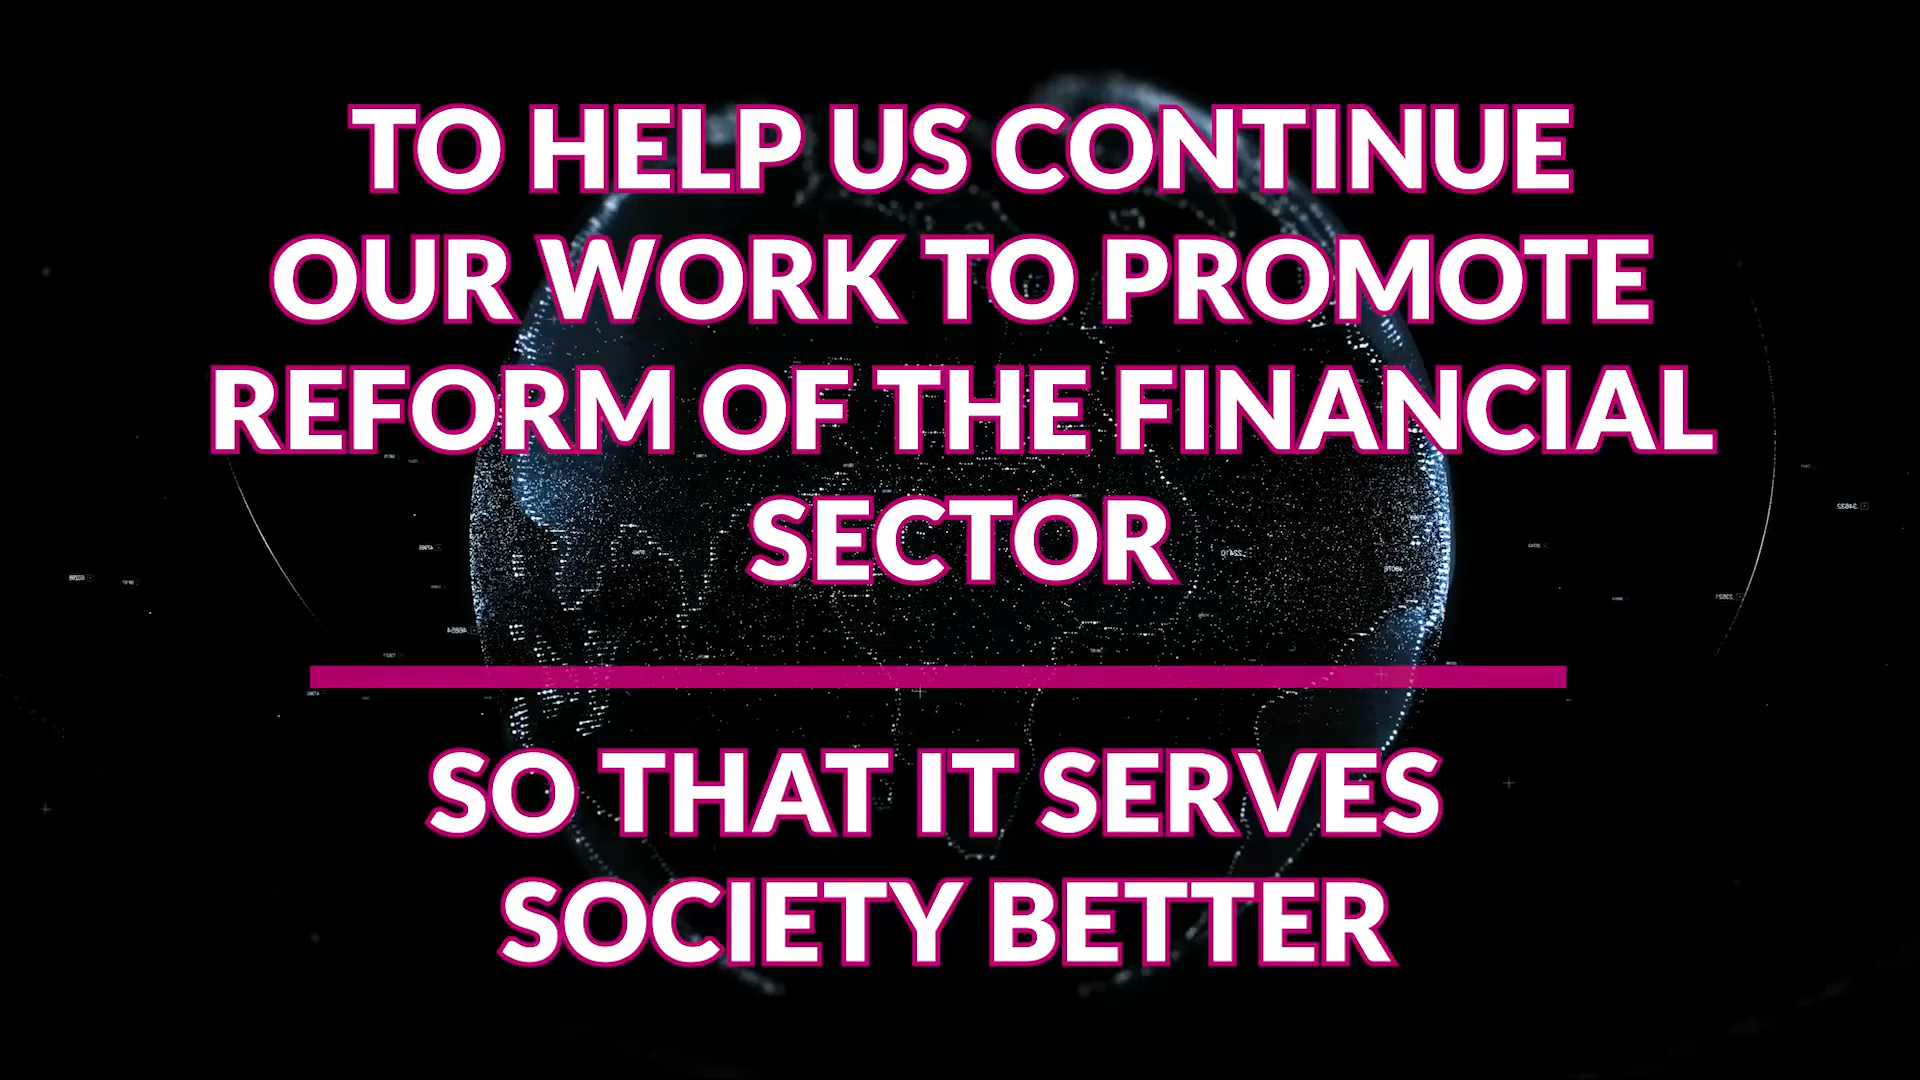 TO HELP US CONTINUE
OUR WORK TO PROMOTE
REFORM OF THE FINANCIAL
SECTOR
SO THAT IT SERVES
SOCIETY BETTER